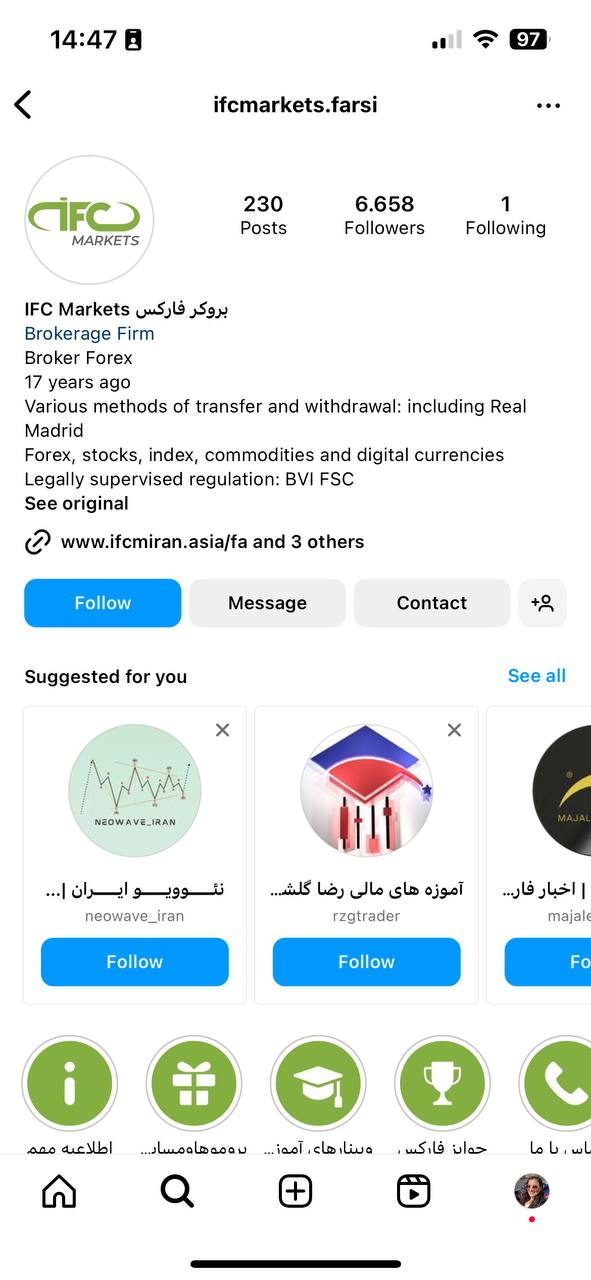 14:47
97
ifcmarkets.farsi
iFC
MARKETS
230
Posts
6.658
Followers
1
Following
IFC Markets بروکر فارکس
Brokerage Firm
Broker Forex
17 years ago
Various methods of transfer and withdrawal: including Real
Madrid
Forex, stocks, index, commodities and digital currencies
Legally supervised regulation: BVI FSC
See original
www.ifcmiran.asia/fa and 3 others
Follow
Message
Contact
Suggested for you
See all
NEOWAVE_IRAN
MAJAL
نئـــوویـــو ایـــران |...
آموزه های مالی رضا گلشـ...
| اخبار فار...
neowave_iran
rzgtrader
majale
Follow
Follow
Fo
اطلاعیه مهم
پروموهاومسابـ...
وبینارهای آموز...
جوایز فارکس
اس با ما